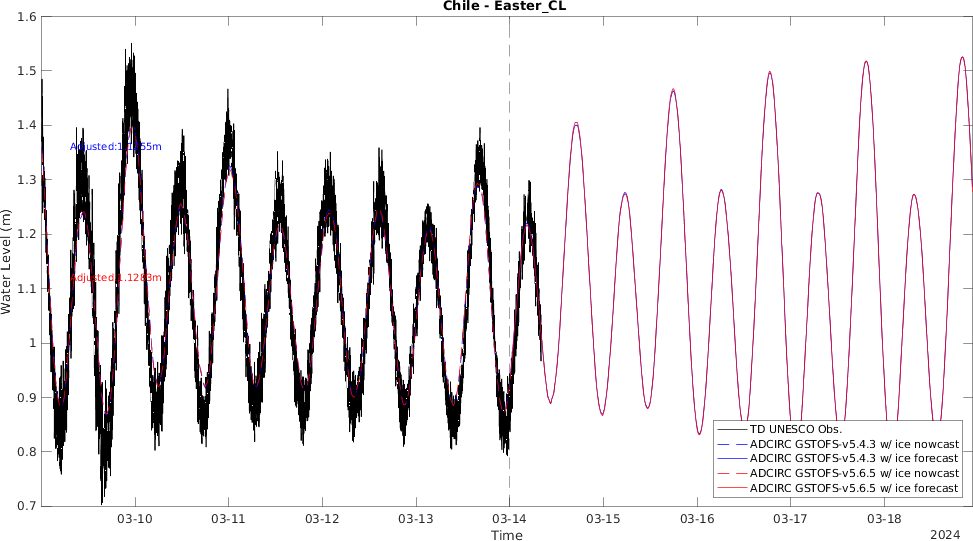 Chile - Easter_CL
1.6
1.5
1.4
1.3
1.2
1.1
1
0.9
0.8
0.7
Water Level (m)
Adjusted:1.1283m
TD UNESCO Obs.
ADCIRC GSTOFS-v5.4.3 w/ ice nowcast
ADCIRC GSTOFS-v5.4.3 w/ ice forecast
ADCIRC GSTOFS-v5.6.5 w/ ice nowcast
ADCIRC GSTOFS-v5.6.5 w/ ice forecast
03-10
03-11
03-12
03-13
03-14
03-15
03-16
03-17
03-18
Time
2024